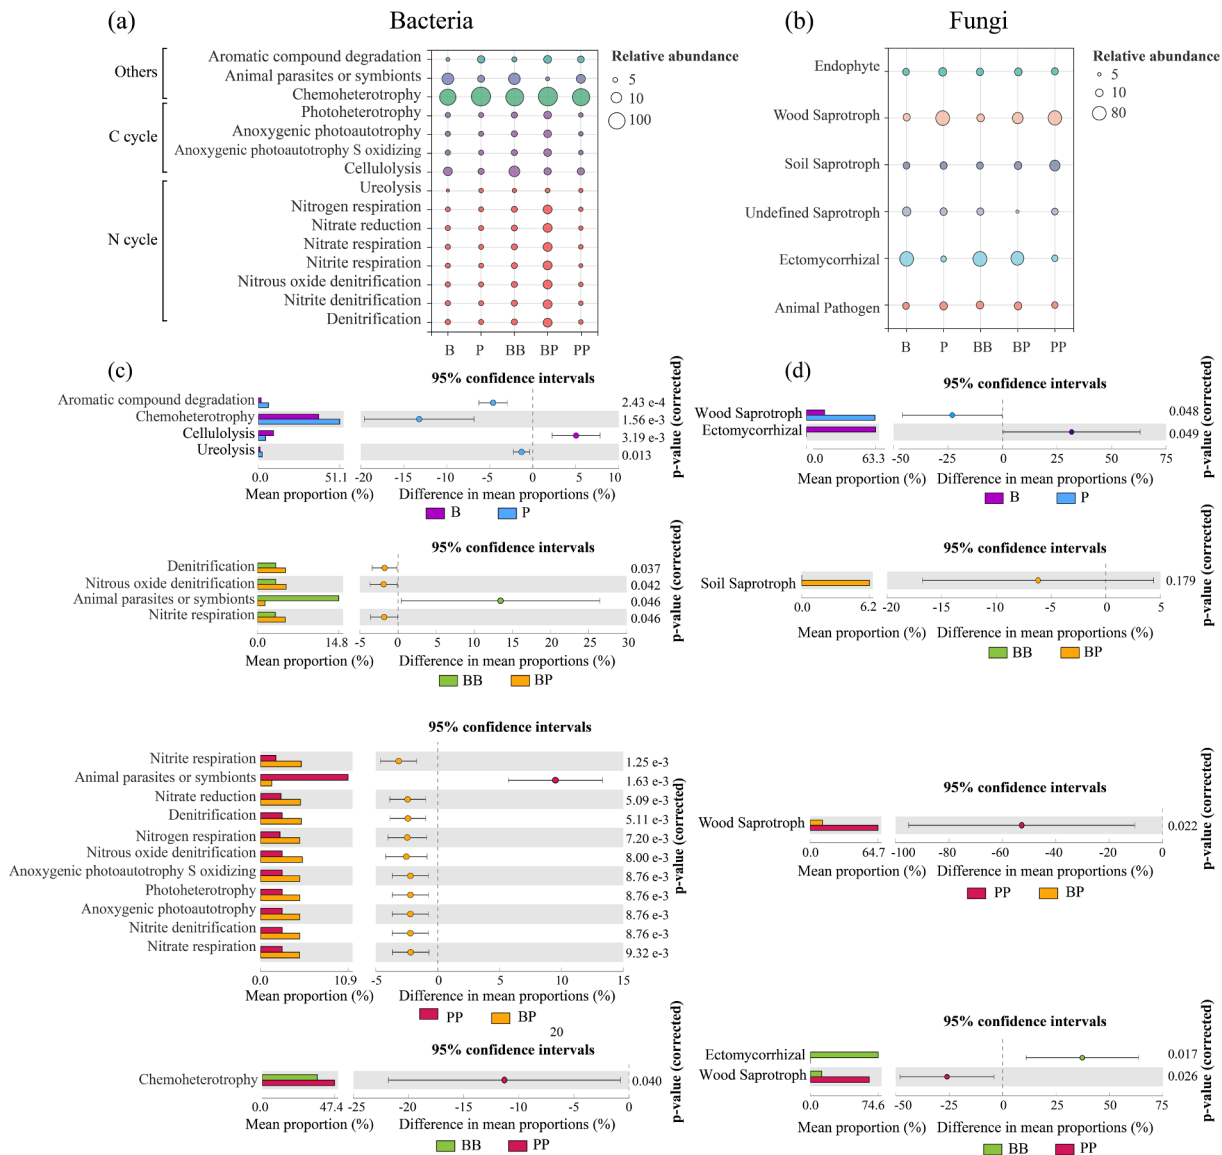 (a) Bacteria
Others
C cycle
N cycle
Aromatic compound degradation
Animal parasites or symbionts
Chemoheterotrophy
Photoheterotrophy
Anoxygenic photoautotrophy
Anoxygenic photoautotrophy S oxidizing
Cellulolysis
Ureolysis
Nitrogen respiration
Nitrate reduction
Nitrate respiration
Nitrite respiration
Nitrous oxide denitrification
Nitrite denitrification
Denitrification
B P BB BP PP
Relative abundance
5
10
100
(b) Fungi
Endophyte
Wood Saprotroph
Soil Saprotroph
Undefined Saprotroph
Ectomycorrhizal
Animal Pathogen
B P BB BP PP
Relative abundance
5
10
80
(c)
95% confidence intervals
Aromatic compound degradation 2.43 e-4
Chemoheterotrophy 1.56 e-3
Cellulolysis 3.19 e-3
Ureolysis 0.013
p-value (corrected)
0.0 51.1 -20 -15 -10 -5 0 5 10
Mean proportion (%) Difference in mean proportions (%)
B P
95% confidence intervals
Denitrification 0.037
Nitrous oxide denitrification 0.042
Animal parasites or symbionts 0.046
Nitrite respiration 0.046
p-value (corrected)
0.0 14.8 -5 0 5 10 15 20 25 30
Mean proportion (%) Difference in mean proportions (%)
BB BP
95% confidence intervals
Nitrite respiration 1.25 e-3
Animal parasites or symbionts 1.63 e-3
Nitrate reduction 5.09 e-3
Denitrification 5.11 e-3
Nitrogen respiration 7.20 e-3
Nitrous oxide denitrification 8.00 e-3
Anoxygenic photoautotrophy S oxidizing 8.76 e-3
Photoheterotrophy 8.76 e-3
Anoxygenic photoautotrophy 8.76 e-3
Nitrite denitrification 8.76 e-3
Nitrate respiration 9.32 e-3
p-value (corrected)
0.0 10.9 -5 0 5 10 15
Mean proportion (%) Difference in mean proportions (%)
PP BP
20
95% confidence intervals
Chemoheterotrophy 0.040
p-value (corrected)
0.0 47.4 -25 -20 -15 -10 -5 0
Mean proportion (%) Difference in mean proportions (%)
BB PP
(d)
95% confidence intervals
Wood Saprotroph 0.048
Ectomycorrhizal 0.049
p-value (corrected)
0.0 63.3 -50 -25 0 25 50 75
Mean proportion (%) Difference in mean proportions (%)
B P
95% confidence intervals
Soil Saprotroph 0.179
p-value (corrected)
0.0 6.2 -20 -15 -10 -5 0 5
Mean proportion (%) Difference in mean proportions (%)
BB BP
95% confidence intervals
Wood Saprotroph 0.022
p-value (corrected)
0.0 64.7 -100 -80 -60 -40 -20 0
Mean proportion (%) Difference in mean proportions (%)
PP BP
95% confidence intervals
Ectomycorrhizal 0.017
Wood Saprotroph 0.026
p-value (corrected)
0.0 74.6 -50 -25 0 25 50 75
Mean proportion (%) Difference in mean proportions (%)
BB PP